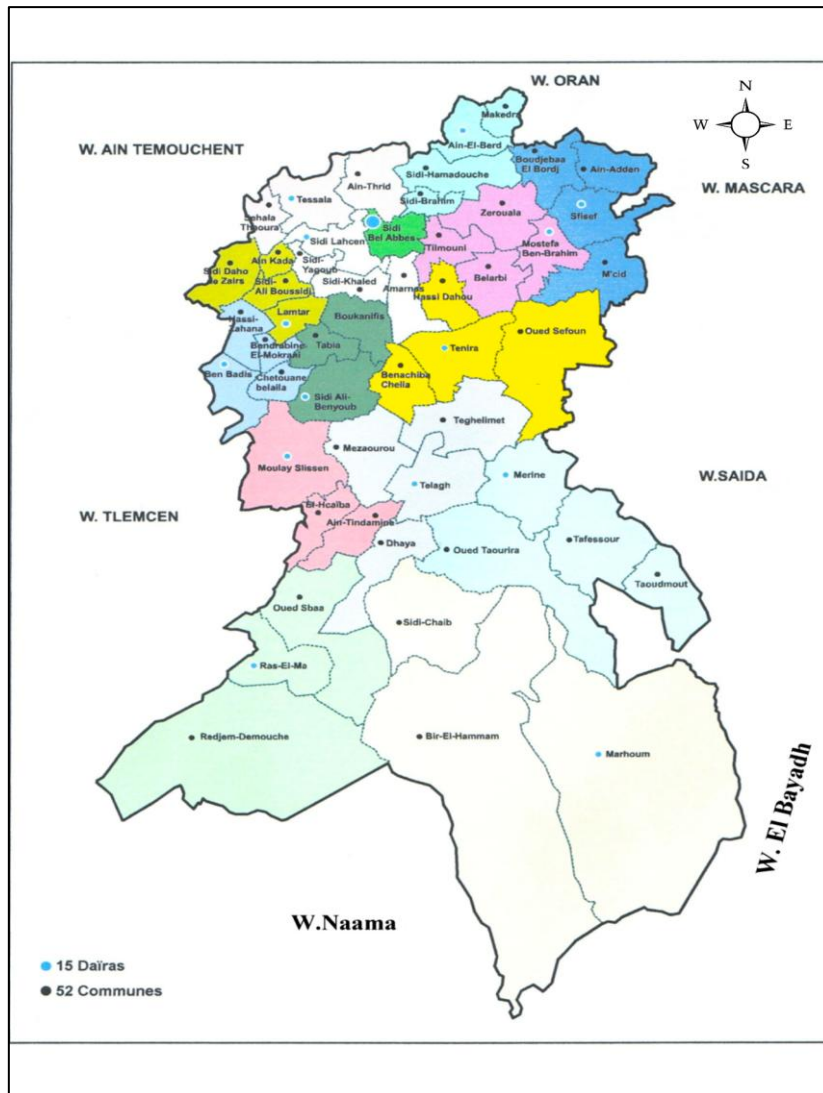 W. ORAN
N
W
E
S
W. AIN TEMOUCHENT
Makedra
Ain-El-Berd
Boudjebaa
El Bordj
Ain-Adden
Sidi-Hamadouche
Ain-Thrid
W. MASCARA
Tessala
Sidi-Brahim
Sehala
Thaoura
Zerouala
Sfisef
Sidi
Bel Abbes
Sidi Lahcen
Tilmouni
Mostefa
Ben-Brahim
Ain Kada
Sidi-
Yagoub
Sidi Daho
de Zairs
Sidi-
Ali Boussidi
Sidi-Khaled
Amarnas
Belarbi
M'cid
Hassi Dahou
Hassi-
Zahana
Lamtar
Boukanifis
Oued Sefoun
Bendrabine
El-Mokrani
Tabia
Tenira
Ben Badis
Chetouane
belaila
Benachiba
Chelia
Sidi Ali-
Benyoub
Teghelimet
Mezaourou
Moulay Slissen
Telagh
Merine
W.SAIDA
El-Hcaïba
W. TLEMCEN
Ain-Tindamine
Dhaya
Oued Taourira
Tafessour
Taoudmout
Oued Sbaa
Sidi-Chaib
Ras-El-Ma
Redjem-Demouche
Bir-El-Hammam
Marhoum
W. El Bayadh
W.Naama
15 Daïras
52 Communes